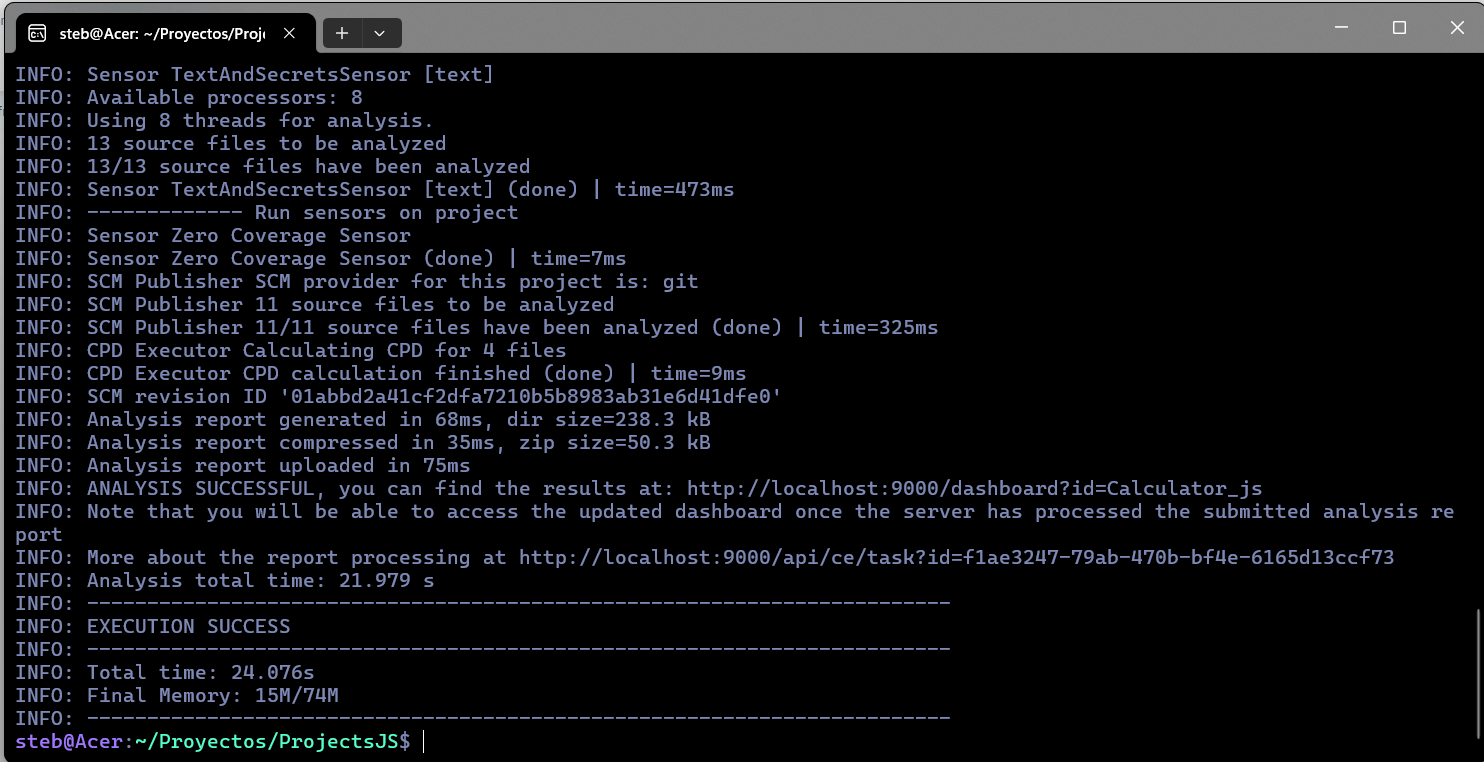 steb@Acer: ~/Proyectos/Proj
INFO: Sensor TextAndSecretsSensor [text]
INFO: Available processors: 8
INFO: Using 8 threads for analysis.
INFO: 13 source files to be analyzed
INFO: 13/13 source files have been analyzed
INFO: Sensor TextAndSecretsSensor [text] (done) | time=473ms
INFO: ------------- Run sensors on project
INFO: Sensor Zero Coverage Sensor
INFO: Sensor Zero Coverage Sensor (done) | time=7ms
INFO: SCM Publisher SCM provider for this project is: git
INFO: SCM Publisher 11 source files to be analyzed
INFO: SCM Publisher 11/11 source files have been analyzed (done) | time=325ms
INFO: CPD Executor Calculating CPD for 4 files
INFO: CPD Executor CPD calculation finished (done) | time=9ms
INFO: SCM revision ID '01abbd2a41cf2dfa7210b5b8983ab31e6d41dfe0'
INFO: Analysis report generated in 68ms, dir size=238.3 kB
INFO: Analysis report compressed in 35ms, zip size=50.3 kB
INFO: Analysis report uploaded in 75ms
INFO: ANALYSIS SUCCESSFUL, you can find the results at: http://localhost:9000/dashboard?id=Calculator_js
INFO: Note that you will be able to access the updated dashboard once the server has processed the submitted analysis re
port
INFO: More about the report processing at http://localhost:9000/api/ce/task?id=f1ae3247-79ab-470b-bf4e-6165d13ccf73
INFO: Analysis total time: 21.979 s
INFO: ------------------------------------------------------------------------
INFO: EXECUTION SUCCESS
INFO: ------------------------------------------------------------------------
INFO: Total time: 24.076s
INFO: Final Memory: 15M/74M
INFO: ------------------------------------------------------------------------
steb@Acer:~/Proyectos/ProjectsJS$